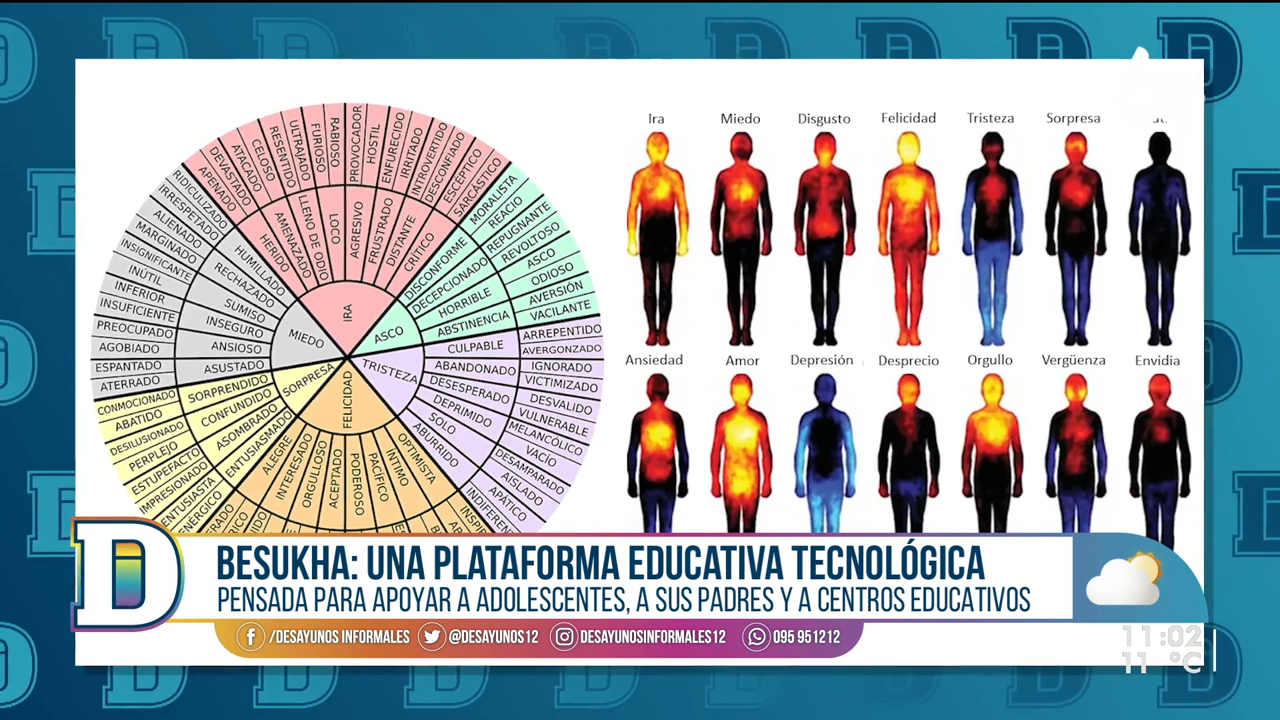 Ira Miedo Disgusto Felicidad Tristeza Sorpresa
Ansiedad Amor Depresión Desprecio Orgullo Vergüenza Envidia
IRA
ASCO
TRISTEZA
FELICIDAD
SORPRESA
MIEDO
HERIDO
AMENAZADO
LLENO DE ODIO
LOCO
AGRESIVO
FRUSTRADO
DISTANTE
CRÍTICO
DISCONFORME
DECEPCIONADO
HORRIBLE
ABSTINENCIA
CULPABLE
ABANDONADO
DESESPERADO
DEPRIMIDO
SOLO
ABURRIDO
OPTIMISTA
INTIMO
PACÍFICO
PODEROSO
ACEPTADO
ORGULLOSO
INTERESADO
ALEGRE
ENTUSIASMADO
ASOMBRADO
CONFUNDIDO
SORPRENDIDO
ASUSTADO
ANSIOSO
INSEGURO
SUMISO
RECHAZADO
HUMILLADO
APENADO
DEVASTADO
ATACADO
CELOSO
RESENTIDO
ULTRAJADO
FURIOSO
RABIOSO
PROVOCADOR
HOSTIL
ENFURECIDO
IRRITADO
INTROVERTIDO
DESCONFIADO
ESCÉPTICO
SARCÁSTICO
MORALISTA
REACIO
REPUGNANTE
REVOLTOSO
ASCO
ODIOSO
AVERSIÓN
VACILANTE
ARREPENTIDO
AVERGONZADO
IGNORADO
VICTIMIZADO
DESVALIDO
VULNERABLE
MELANCÓLICO
VACÍO
DESAMPARADO
AISLADO
APÁTICO
ENTUSIASTA
IMPRESIONADO
ESTUPEFACTO
PERPLEJO
DESILUSIONADO
ABATIDO
CONMOCIONADO
ATERRADO
ESPANTADO
AGOBIADO
PREOCUPADO
INSUFICIENTE
INFERIOR
INÚTIL
INSIGNIFICANTE
MARGINADO
ALIENADO
IRRESPETADO
RIDICULIZADO
D
BESUKHA: UNA PLATAFORMA EDUCATIVA TECNOLÓGICA
PENSADA PARA APOYAR A ADOLESCENTES, A SUS PADRES Y A CENTROS EDUCATIVOS
/DESAYUNOS INFORMALES @DESAYUNOS12 DESAYUNOSINFORMALES12 095 951212
11:02
11 °C